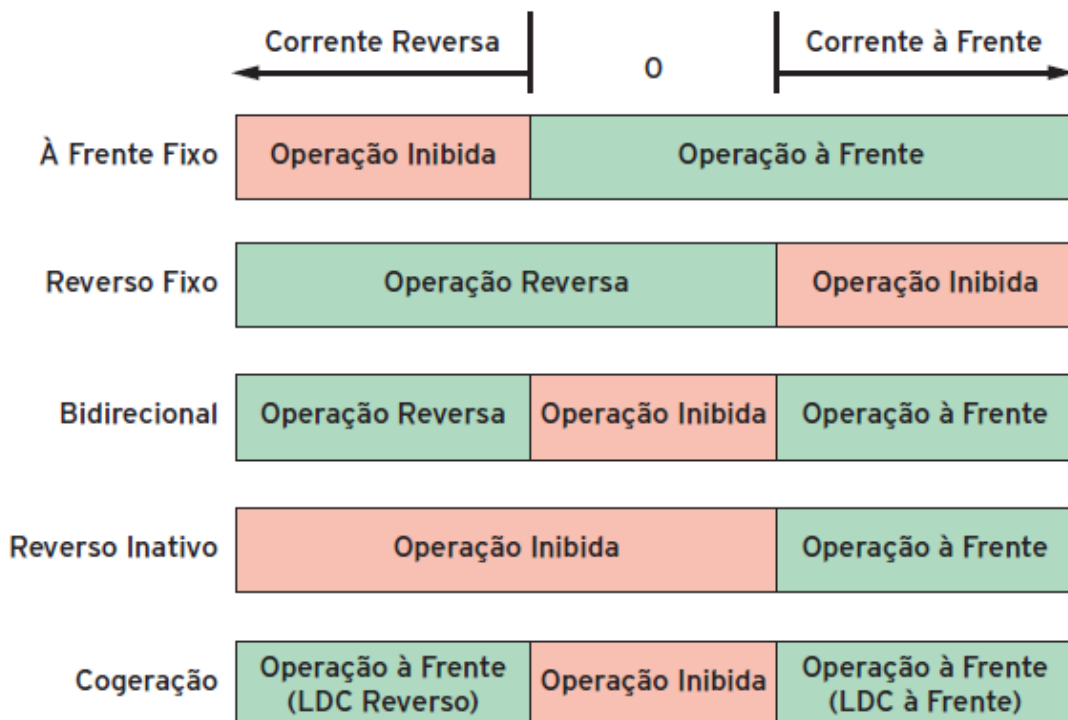 Corrente Reversa
0
Corrente à Frente
À Frente Fixo
Operação Inibida
Operação à Frente
Reverso Fixo
Operação Reversa
Operação Inibida
Bidirecional
Operação Reversa
Operação Inibida
Operação à Frente
Reverso Inativo
Operação Inibida
Operação à Frente
Cogeração
Operação à Frente
(LDC Reverso)
Operação Inibida
Operação à Frente
(LDC à Frente)